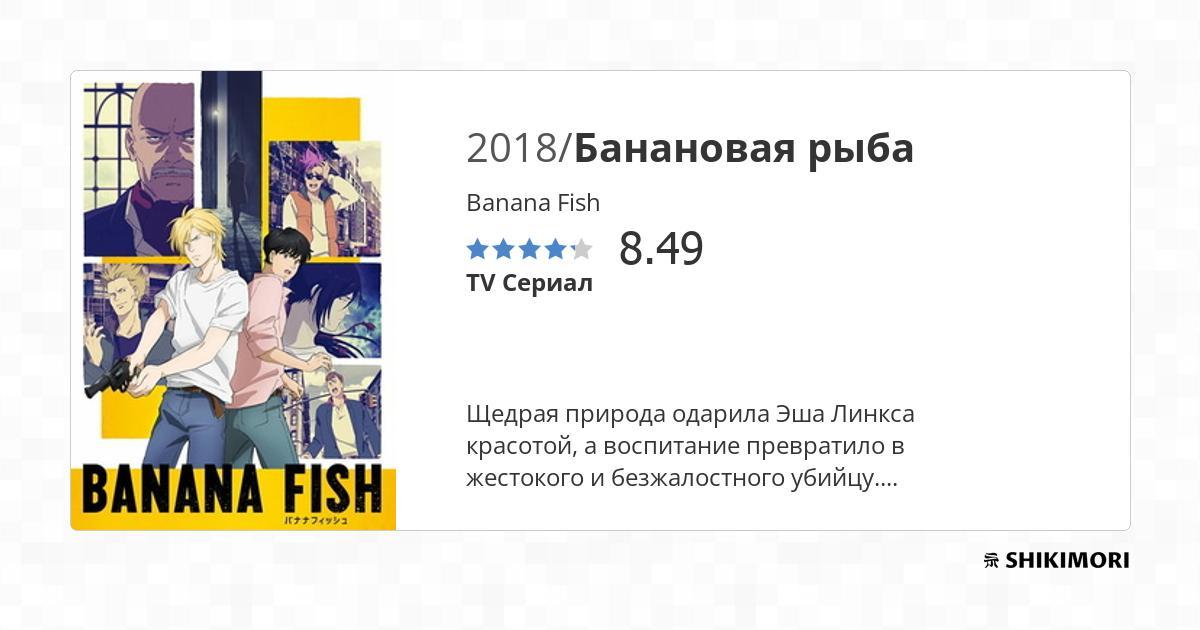 2018/Банановая рыба
Banana Fish
8.49
TV Сериал
Щедрая природа одарила Эша Линкса
красотой, а воспитание превратило в
жестокого и безжалостного убийцу....
BANANA FISH
バナナフィッシュ
SHIKIMORI